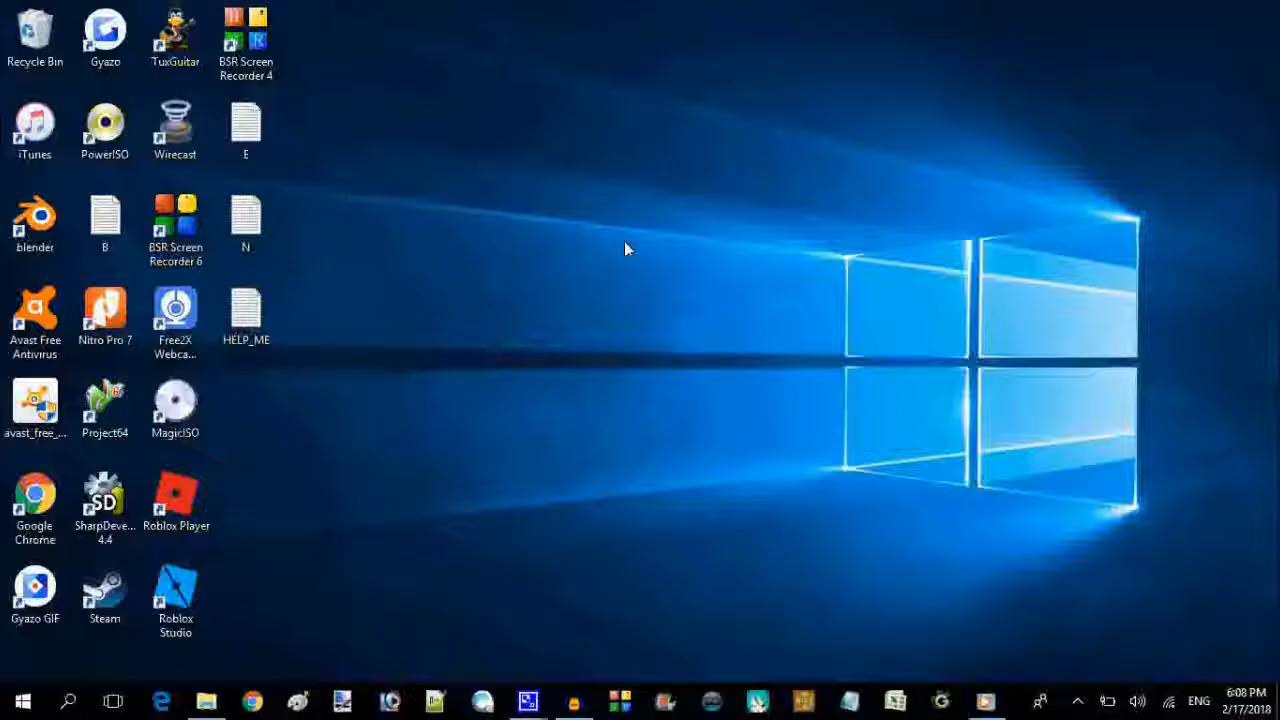 Recycle Bin
Gyazo
TuxGuitar
BSR Screen
Recorder 4
iTunes
PowerISO
Wirecast
E
blender
B
BSR Screen
Recorder 6
N
Avast Free
Antivirus
Nitro Pro 7
Free2X
Webca...
HELP_ME
avast_free_...
Project64
MagicISO
Google
Chrome
SharpDeve...
4.4
Roblox Player
Gyazo GIF
Steam
Roblox
Studio
ENG
6:08 PM
2/17/2018